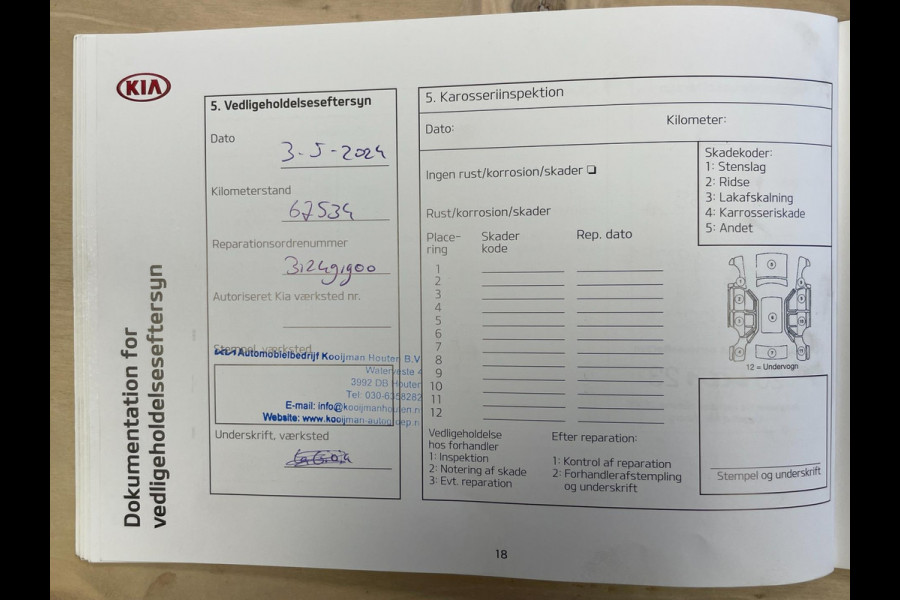 KIA
Dokumentation for
vedligeholdelseseftersyn
5. Vedligeholdelseseftersyn
Dato
3-5-2024
Kilometerstand
67534
Reparationsordrenummer
Autoriseret Kia værksted nr.
Stempel, værksted
KIA Automobielbedrijf Kooijman Houten B.V.
3992 DB Houten
E-mail: info@kooijmanhouten.n
Website: www.kooijman-autogroep.n
Underskrift, værksted
5. Karosseriinspektion
Dato:
Kilometer:
Ingen rust/korrosion/skader
Rust/korrosion/skader
Skadekoder:
1: Stenslag
2: Ridse
3: Lakafskalning
4: Karrosseriskade
5: Andet
Place-
ring
Skader
kode
Rep. dato
1
2
3
4
5
6
7
8
9
10
11
12
12 = Undervogn
Vedligeholdelse
hos forhandler
1: Inspektion
2: Notering af skade
3: Evt. reparation
Efter reparation:
1: Kontrol af reparation
2: Forhandlerafstempling
og underskrift
Stempel og underskrift
18